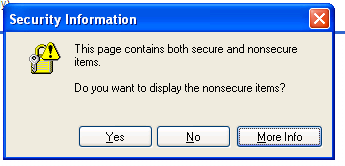 Security Information
This page contains both secure and nonsecure
items.
Do you want to display the nonsecure items?
Yes No More Info